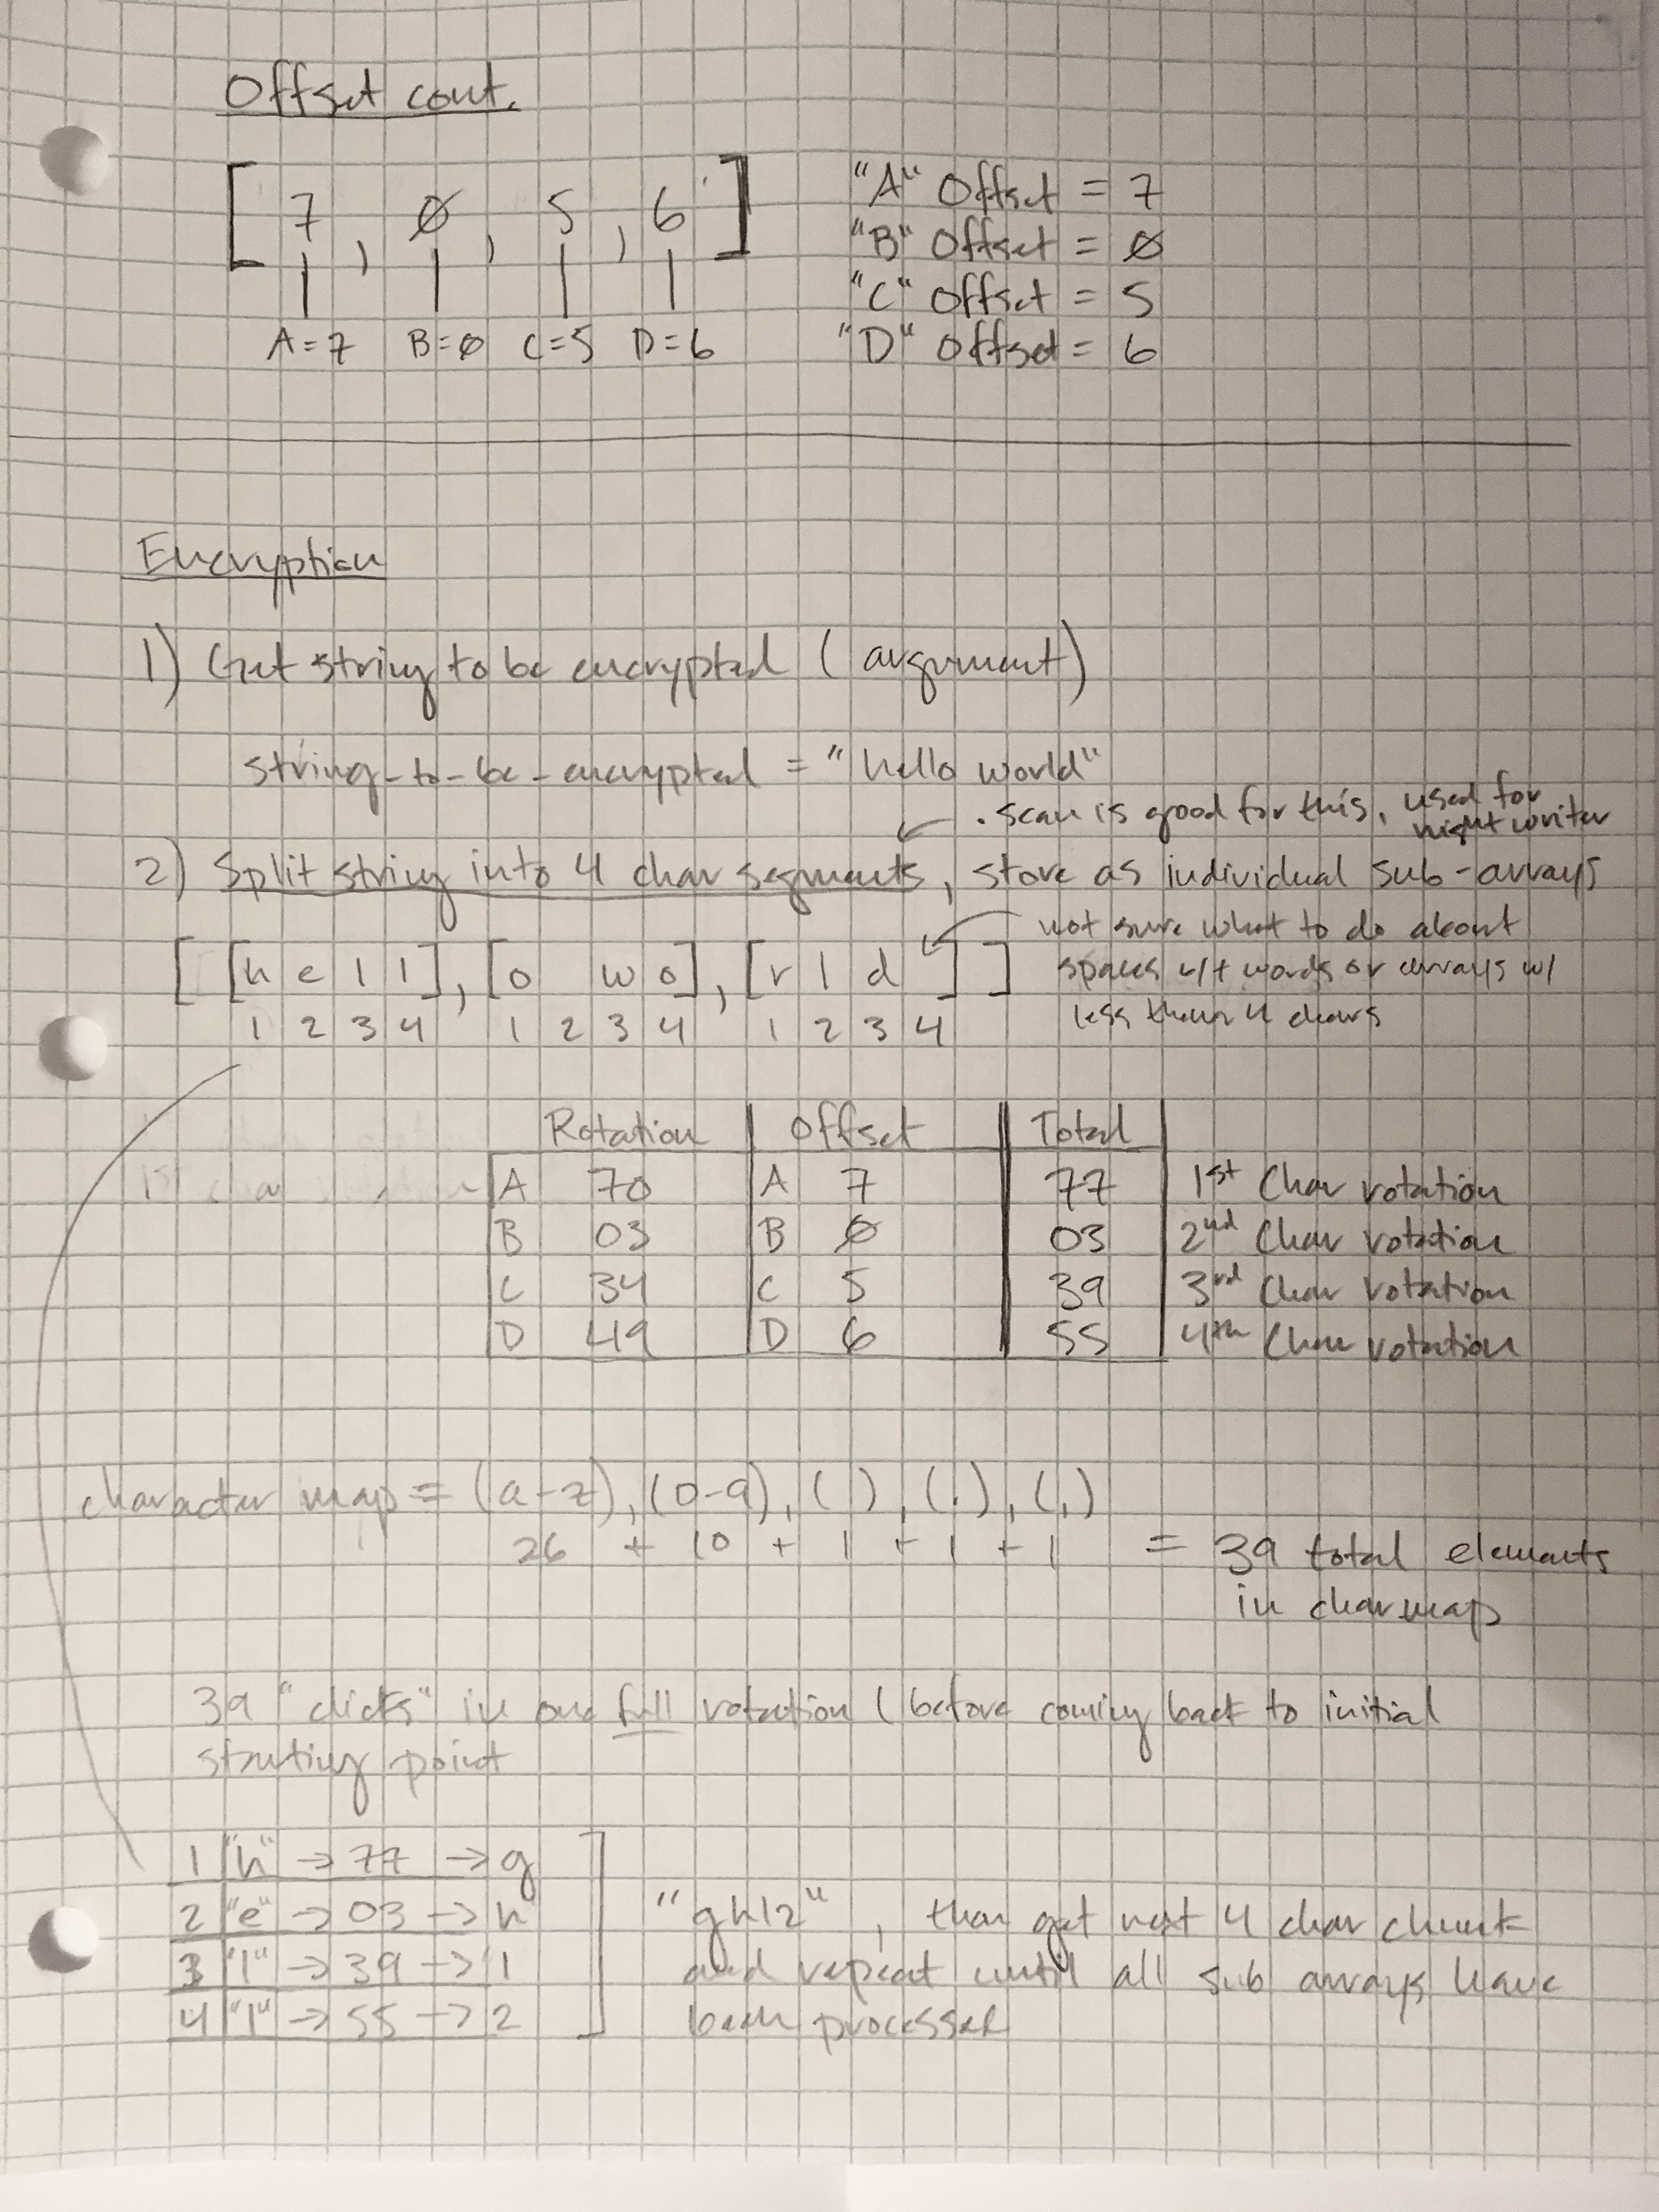 Offset cont.
[ 7 , Ø , 5 , 6 ]
A=7 B=Ø C=5 D=6
"A" Offset = 7
"B" Offset = Ø
"C" Offset = 5
"D" Offset = 6
Encryption
1) Get string to be encrypted (argument)
string-to-be-encrypted = "hello world"
.scan is good for this, used for
night writer
2) Split string into 4 char segments, store as individual sub-arrays
not sure what to do about
spaces w/t words or arrays w/
less than 4 chars
[ [h e l l], [o   w o], [r l d   ] ]
1 2 3 4 1 2 3 4 1 2 3 4
Rotation | Offset | Total
1st char
A 70 | A 7 | 77 | 1st Char rotation
B 03 | B Ø | 03 | 2nd Char rotation
C 34 | C 5 | 39 | 3rd Char rotation
D 49 | D 6 | 55 | 4th Char rotation
character map = (a-z), (0-9), ( ), (.), (,)
26 + 10 + 1 + 1 + 1 = 39 total elements
in charmap
39 "clicks" in one full rotation (before coming back to initial
starting point
1 "h" → 77 → g
2 "e" → 03 → h
3 "l" → 39 → l
4 "l" → 55 → 2
"ghl2", then get next 4 char chunk
and repeat until all sub arrays have
been processed